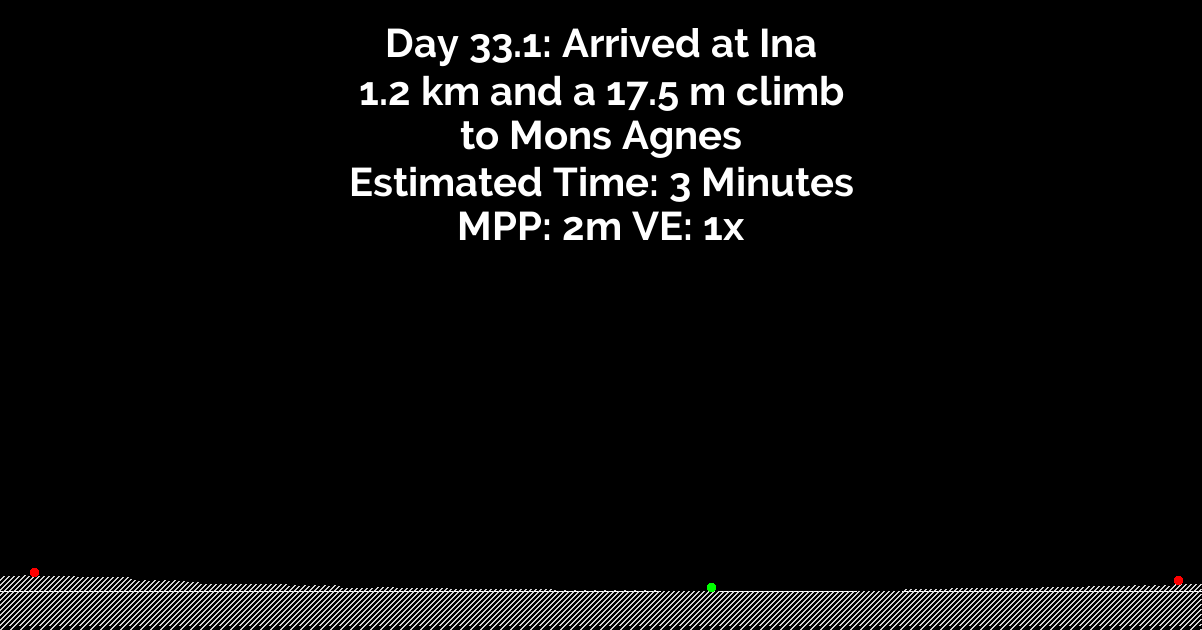 Day 33.1: Arrived at Ina
1.2 km and a 17.5 m climb
to Mons Agnes
Estimated Time: 3 Minutes
MPP: 2m VE: 1x